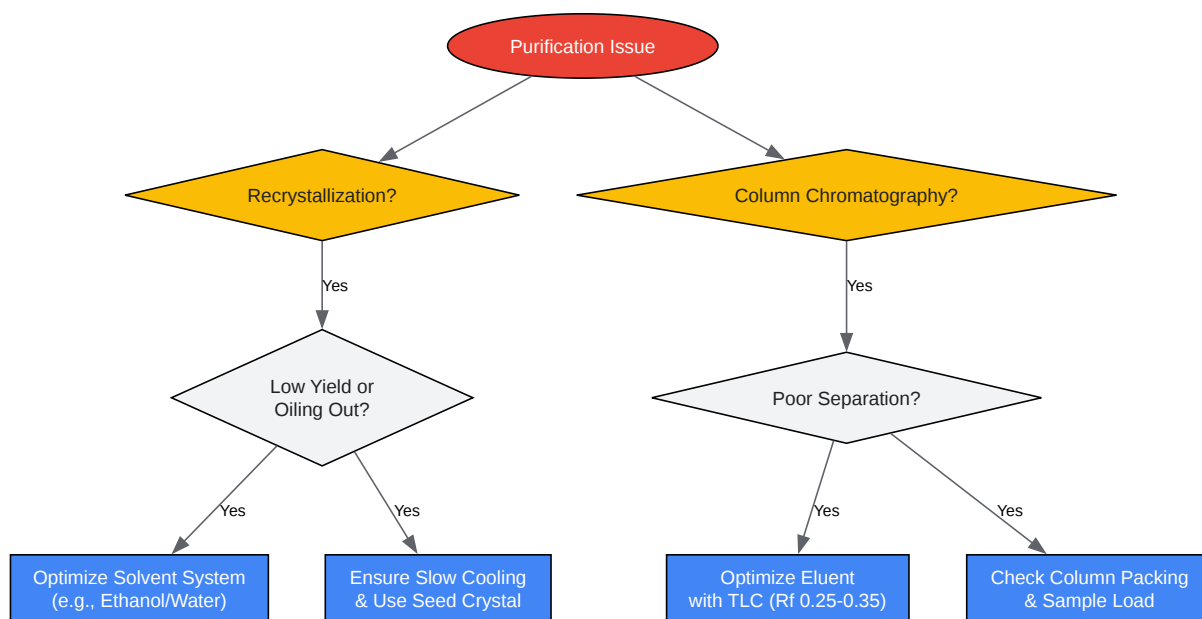 Purification Issue
Recrystallization?
Column Chromatography?
Yes
Yes
Low Yield or
Oiling Out?
Poor Separation?
Yes
Yes
Yes
Yes
Optimize Solvent System
(e.g., Ethanol/Water)
Ensure Slow Cooling
& Use Seed Crystal
Optimize Eluent
with TLC (Rf 0.25-0.35)
Check Column Packing
& Sample Load